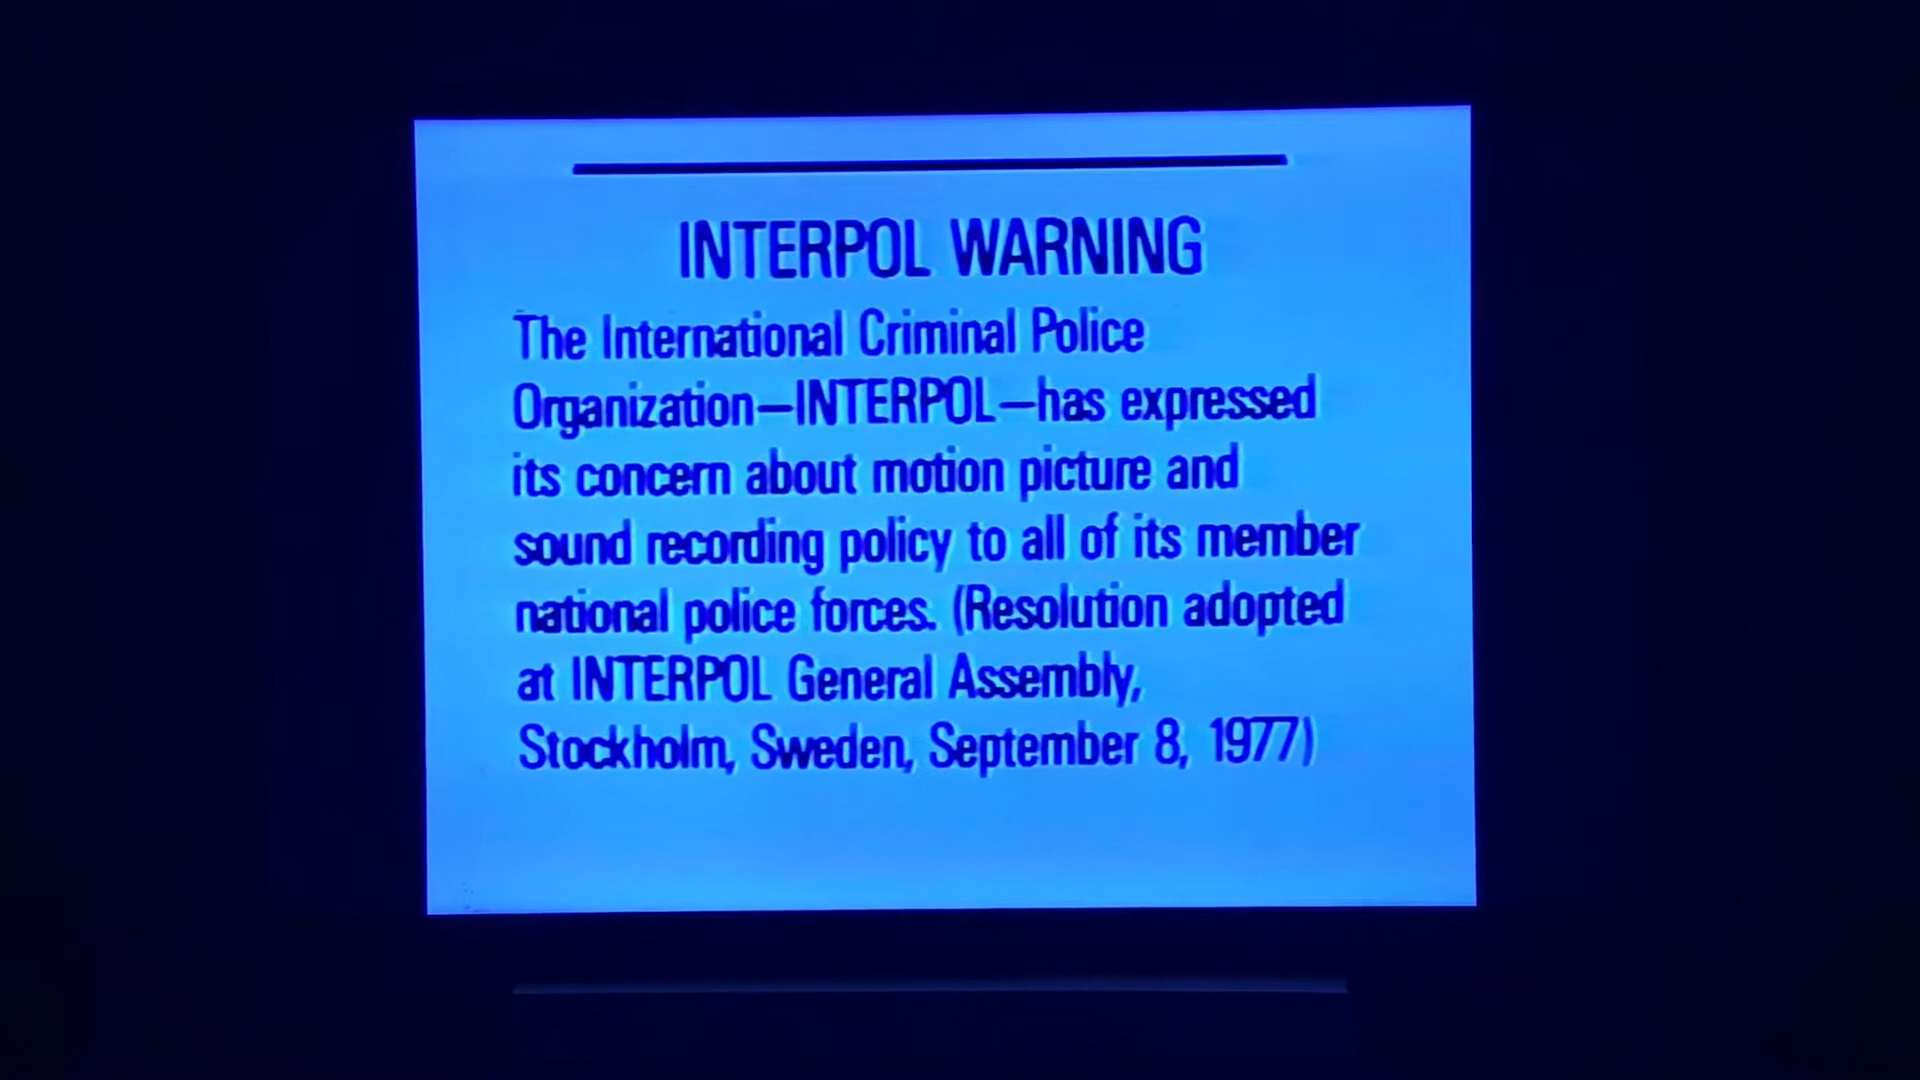 INTERPOL WARNING
The International Criminal Police
Organization—INTERPOL—has expressed
its concern about motion picture and
sound recording policy to all of its member
national police forces. (Resolution adopted
at INTERPOL General Assembly,
Stockholm, Sweden, September 8, 1977)